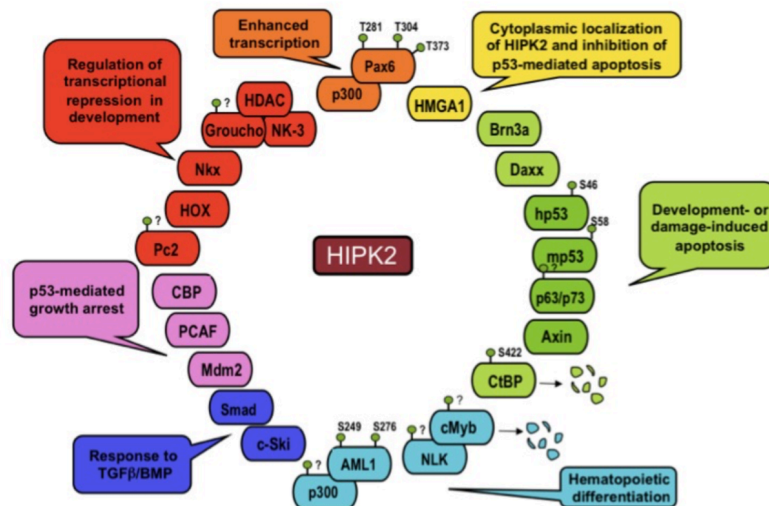 Enhanced
transcription
T281
T304
T373
Pax6
p300
Cytoplasmic localization
of HIPK2 and inhibition of
p53-mediated apoptosis
HMGA1
Regulation of
transcriptional
repression in
development
?
HDAC
Groucho
NK-3
Nkx
HOX
?
Pc2
Brn3a
Daxx
S46
hp53
S58
mp53
?
p63/p73
Axin
Development- or
damage-induced
apoptosis
HIPK2
p53-mediated
growth arrest
CBP
PCAF
Mdm2
S422
CtBP
Smad
c-Ski
Response to
TGFβ/BMP
S249
S276
?
AML1
p300
?
cMyb
?
NLK
Hematopoietic
differentiation